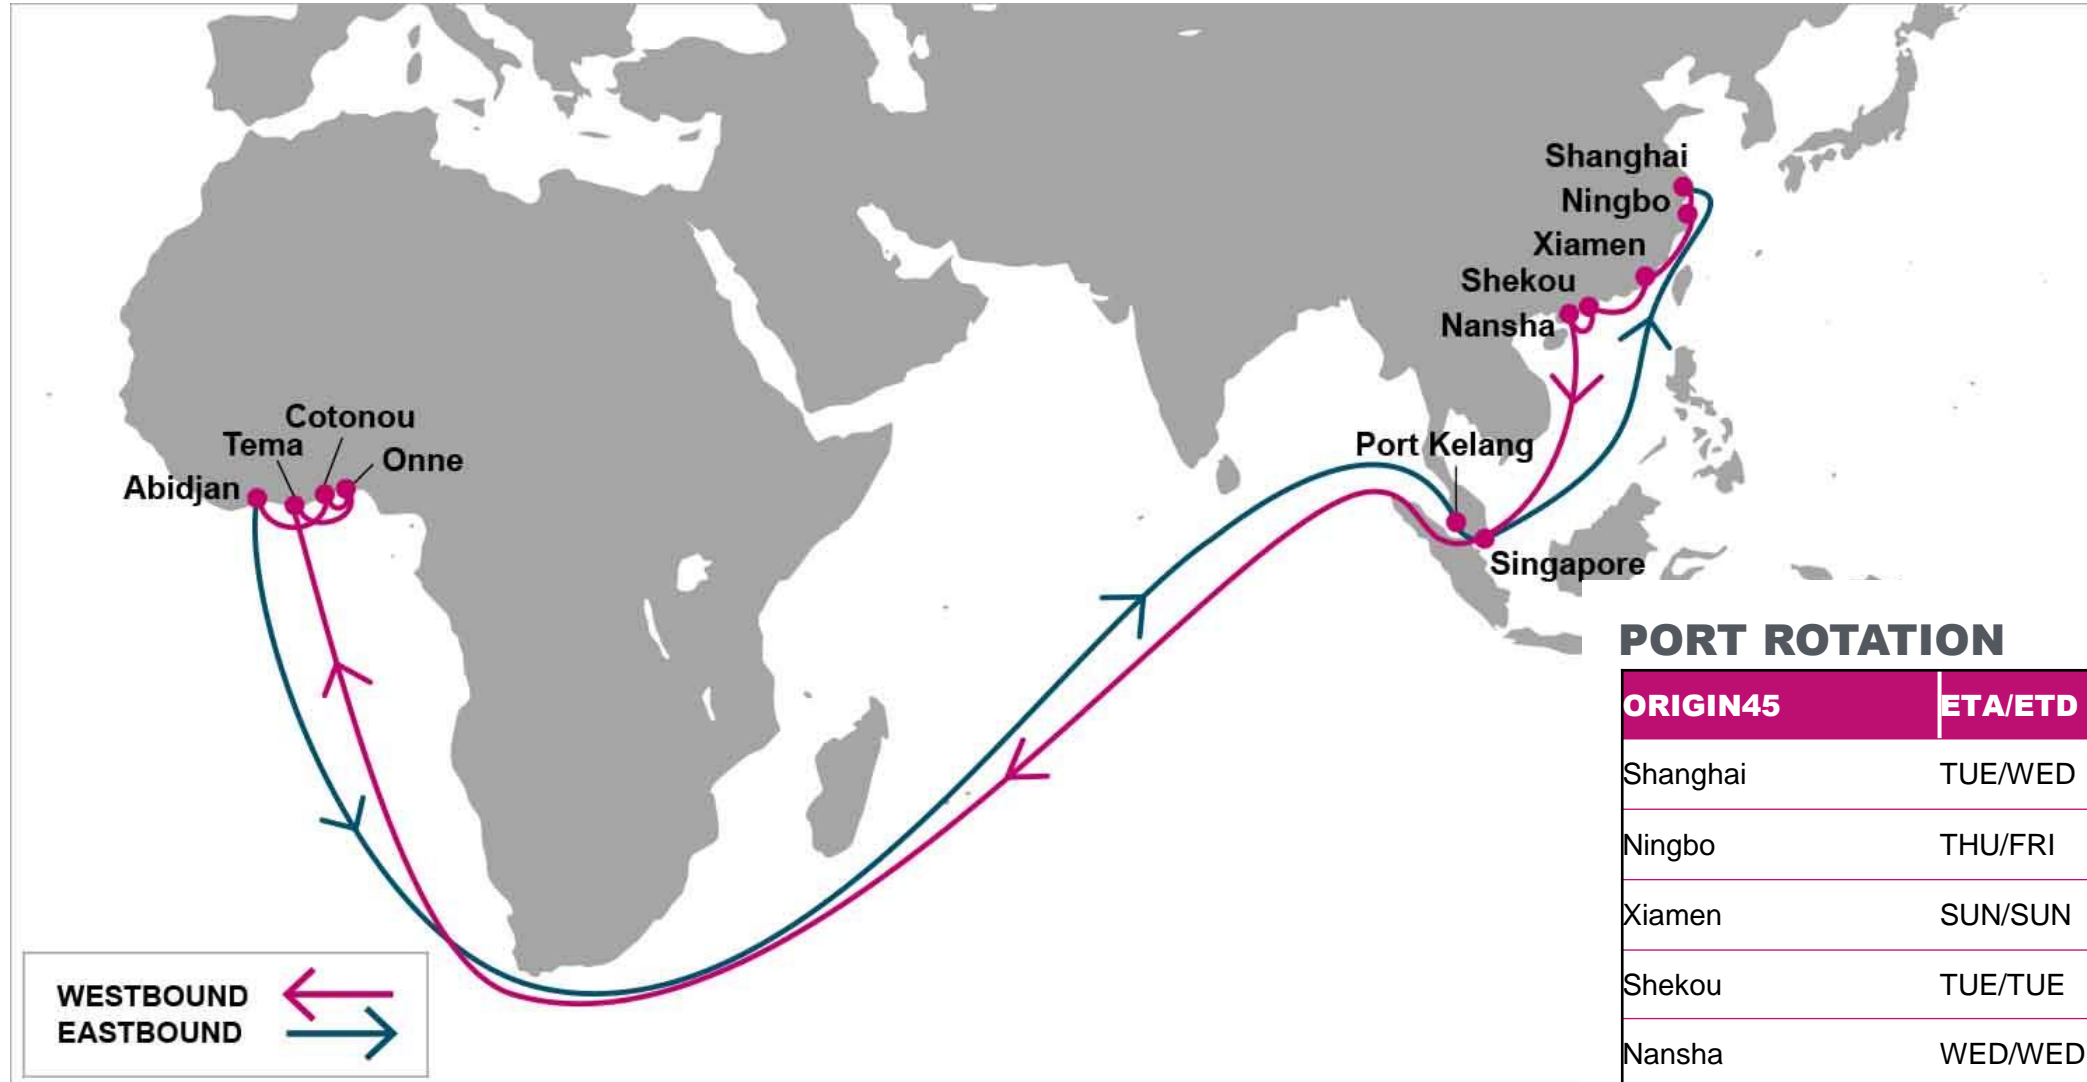 Shanghai
Ningbo
Xiamen
Shekou
Nansha
Cotonou
Tema
Onne
Abidjan
Port Kelang
Singapore
WESTBOUND
EASTBOUND
PORT ROTATION
ORIGIN45 ETA/ETD
Shanghai TUE/WED
Ningbo THU/FRI
Xiamen SUN/SUN
Shekou TUE/TUE
Nansha WED/WED